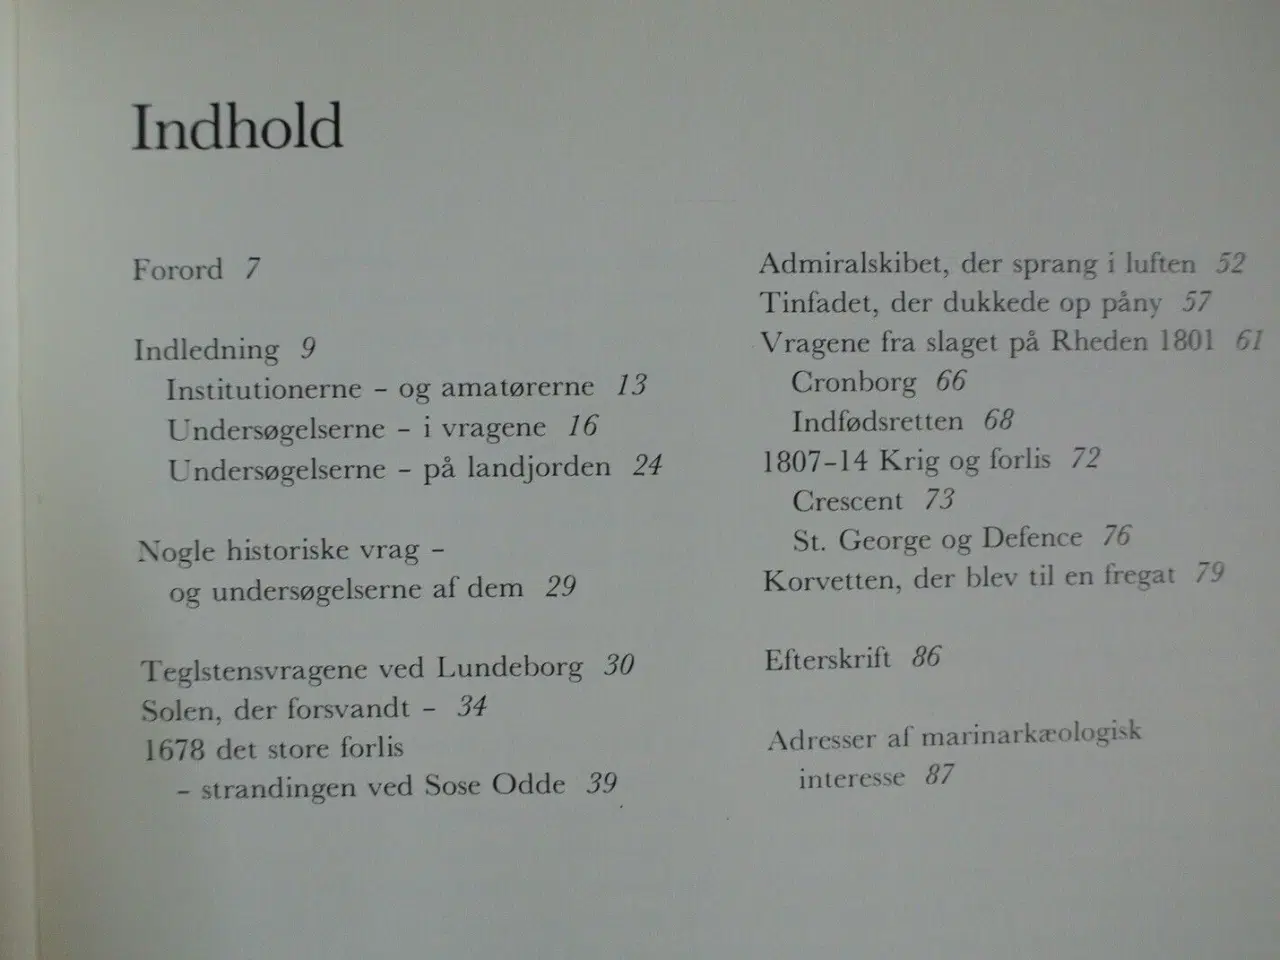 Indhold
Forord 7
Indledning 9
Institutionerne – og amatørerne 13
Undersøgelserne – i vragene 16
Undersøgelserne – på landjorden 24
Nogle historiske vrag –
og undersøgelserne af dem 29
Teglstensvragene ved Lundeborg 30
Solen, der forsvandt – 34
1678 det store forlis
– strandingen ved Sose Odde 39
Admiralskibet, der sprang i luften 52
Tinfadet, der dukkede op påny 57
Vragene fra slaget på Rheden 1801 61
Cronborg 66
Indfødsretten 68
1807–14 Krig og forlis 72
Crescent 73
St. George og Defence 76
Korvetten, der blev til en fregat 79
Efterskrift 86
Adresser af marinarkæologisk
interesse 87